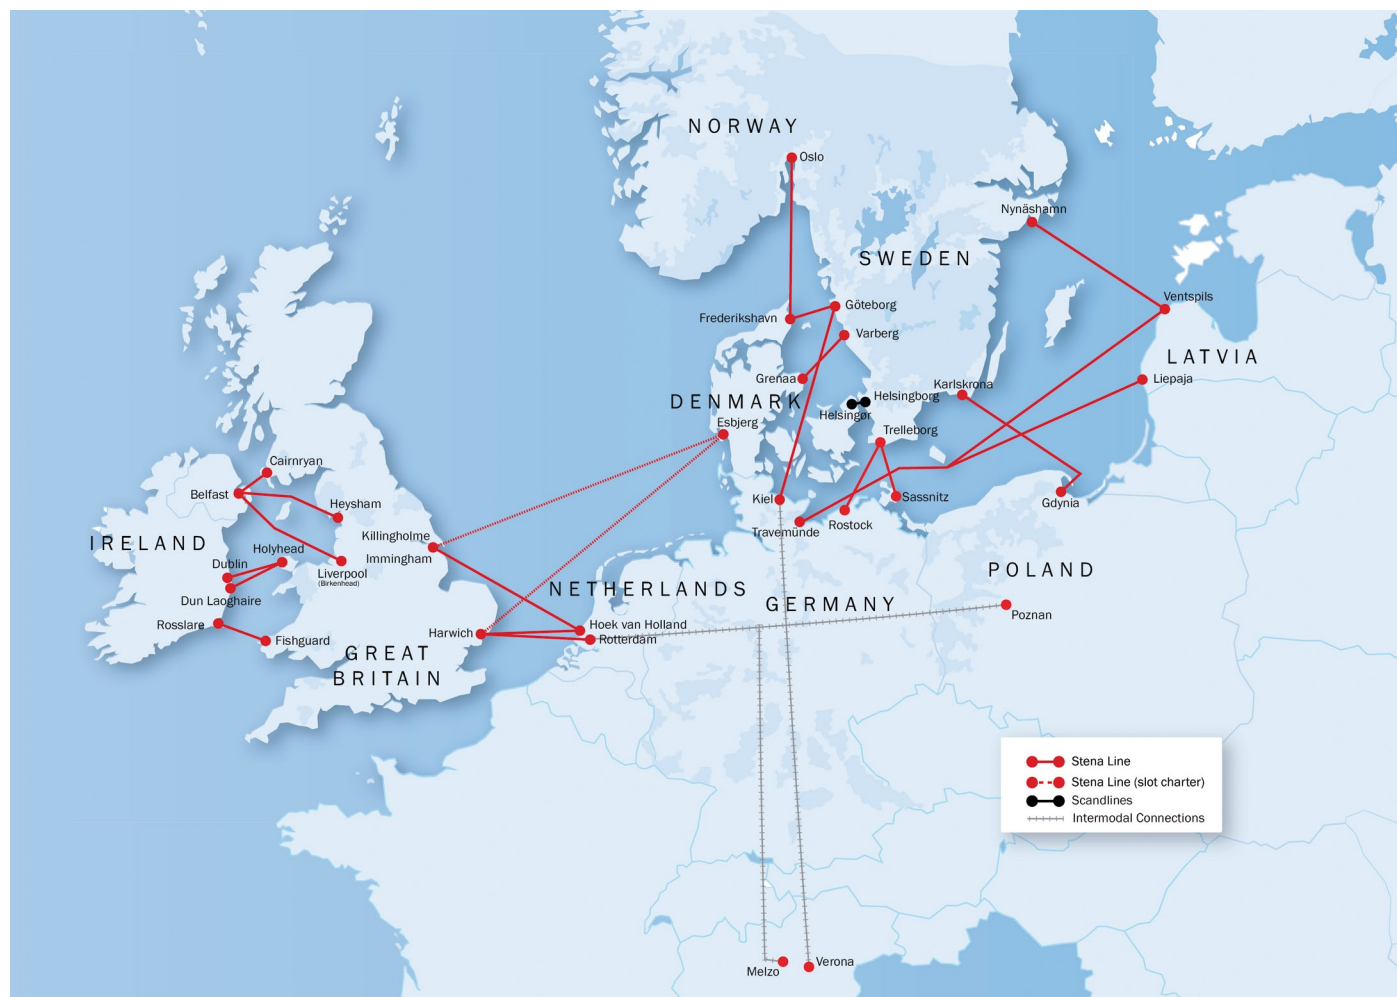 NORWAY
Oslo
Nynäshamn
SWEDEN
Ventspils
Göteborg
Frederikshavn
Varberg
LATVIA
Grenaa
Liepaja
Karlskrona
Helsingborg
DENMARK
Helsingør
Esbjerg
Trelleborg
Cairnryan
Belfast
Heysham
Kiel
Sassnitz
Gdynia
Rostock
Travemünde
Killingholme
IRELAND
Holyhead
Immingham
Dublin
Liverpool
(Birkenhead)
POLAND
NETHERLANDS
Dun Laoghaire
GERMANY
Poznan
Rosslare
Hoek van Holland
Harwich
Fishguard
Rotterdam
GREAT
BRITAIN
Stena Line
Stena Line (slot charter)
Scandlines
Intermodal Connections
Verona
Melzo